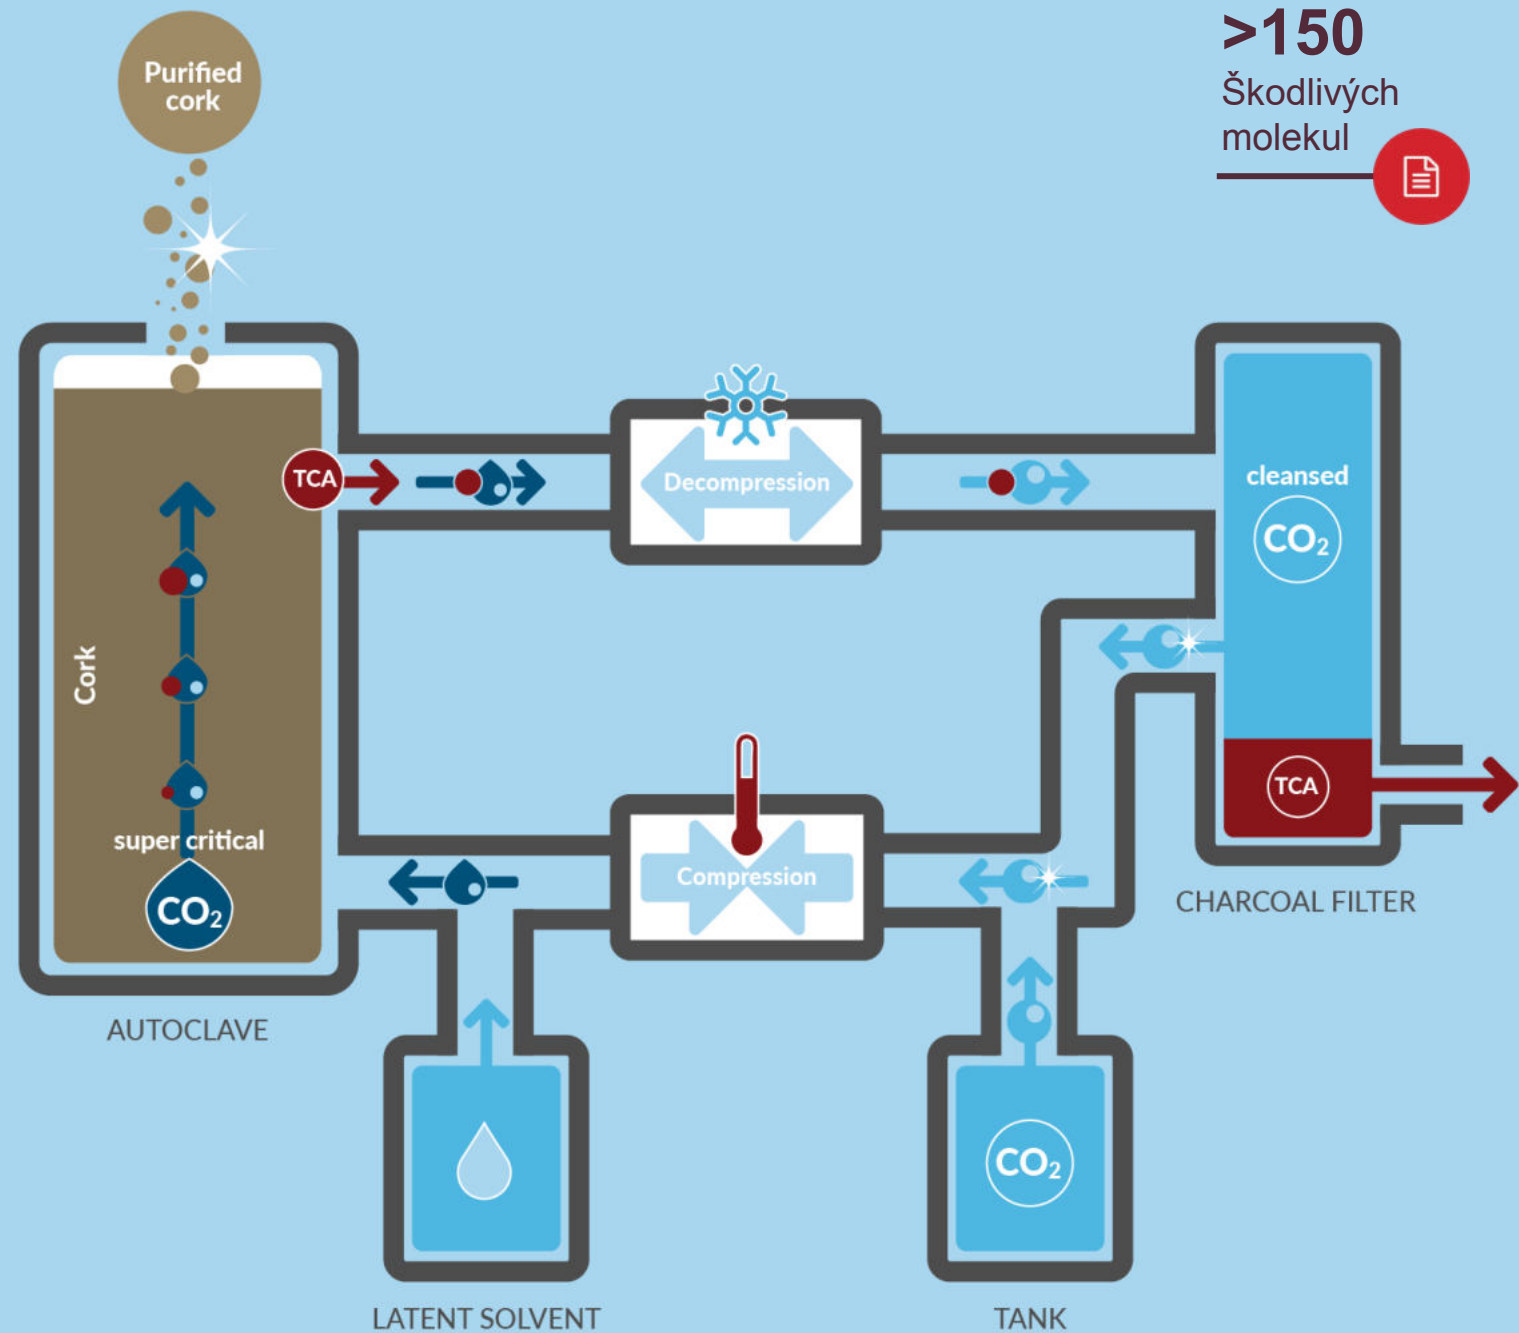 >150
Škodlivých
molekul
Purified
cork
TCA
Decompression
cleansed
CO₂
Cork
TCA
super critical
CO₂
Compression
CHARCOAL FILTER
AUTOCLAVE
CO₂
LATENT SOLVENT
TANK